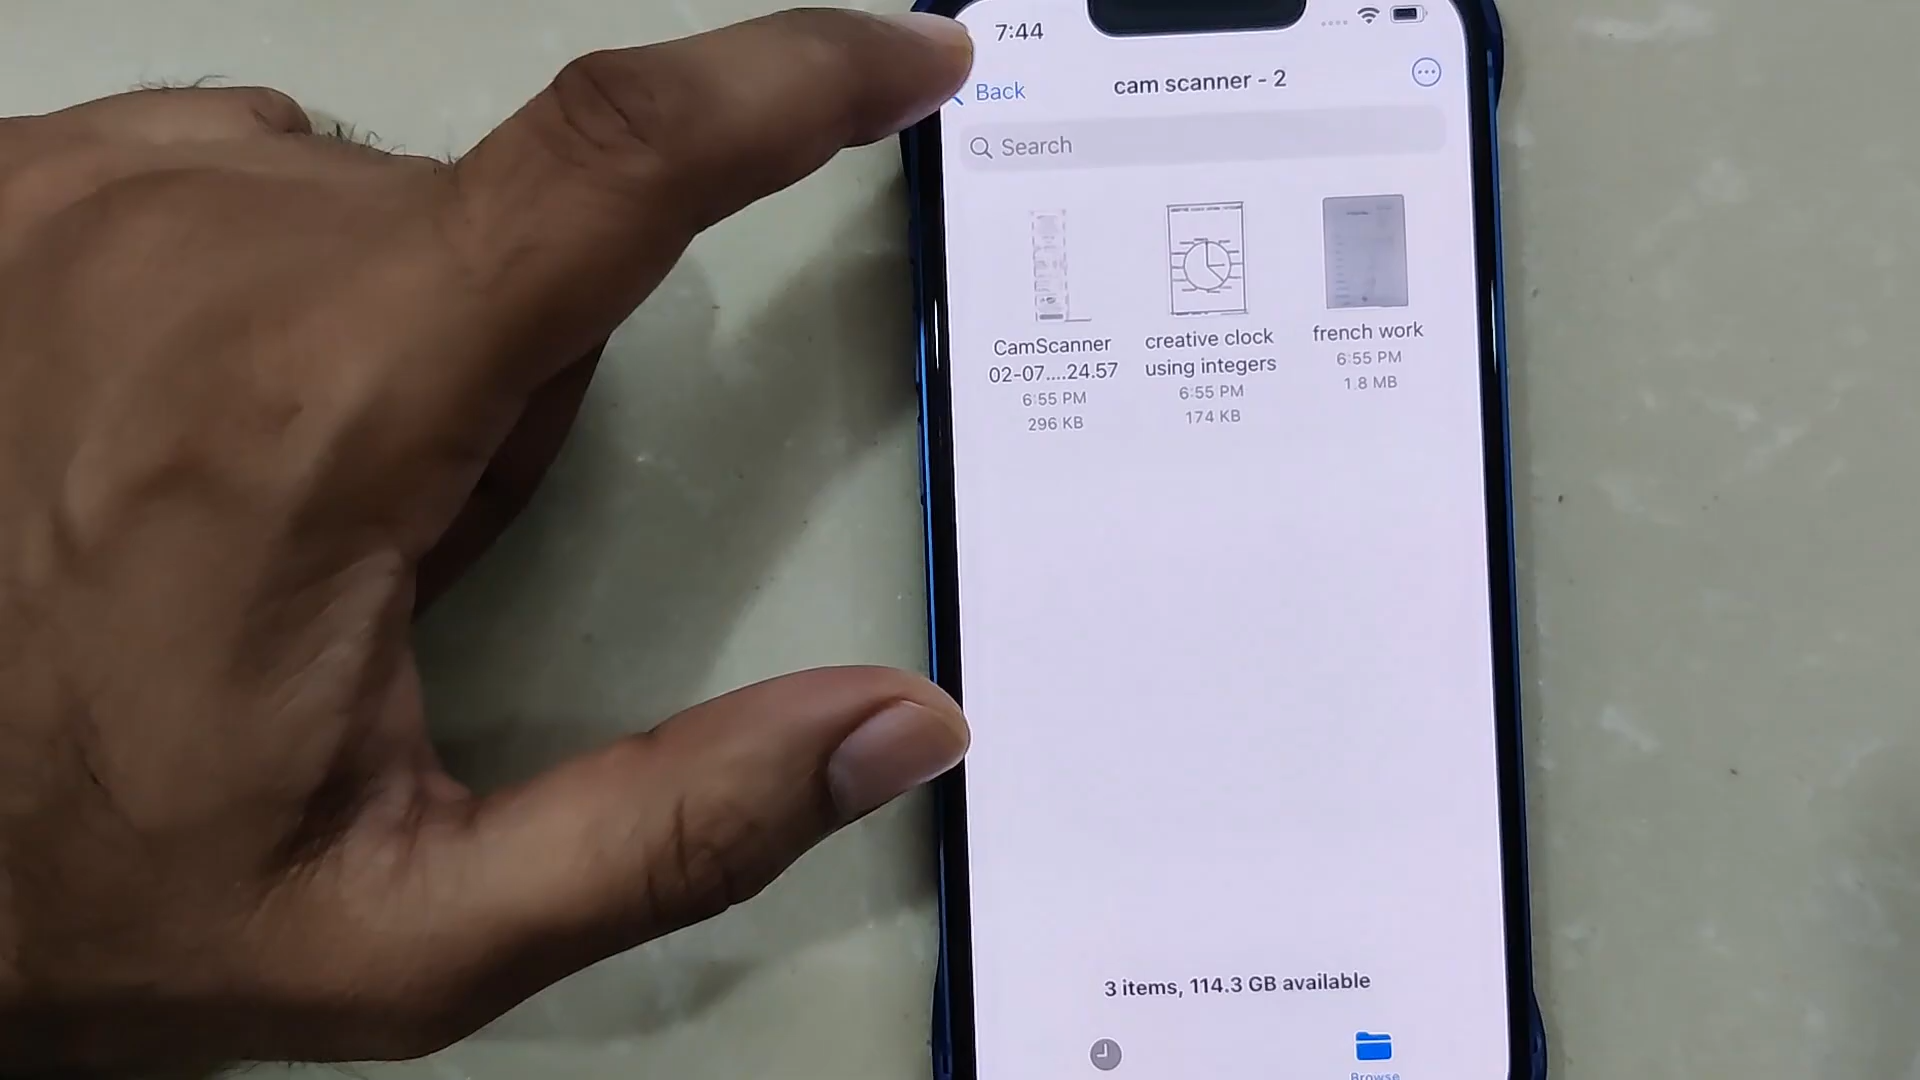 7:44
Back
cam scanner - 2
Search
CamScanner
02-07....24.57
6:55 PM
296 KB
creative clock
using integers
6:55 PM
174 KB
french work
6:55 PM
1.8 MB
3 items, 114.3 GB available
Browse